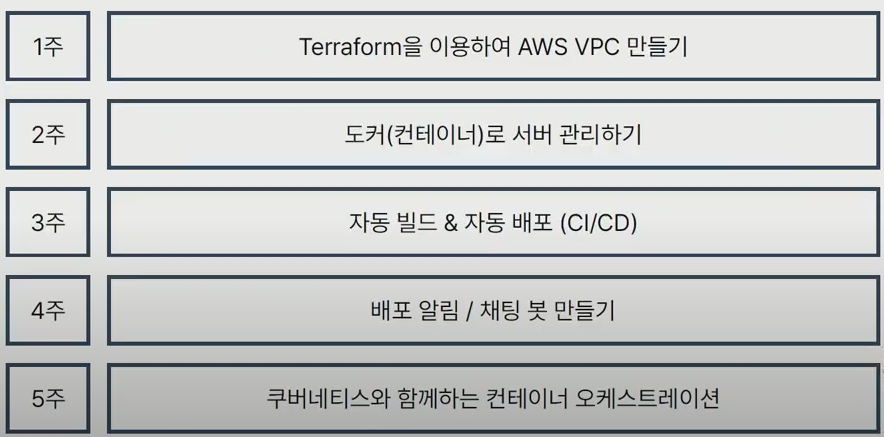 1주
Terraform을 이용하여 AWS VPC 만들기
2주
도커(컨테이너)로 서버 관리하기
3주
자동 빌드 & 자동 배포 (CI/CD)
4주
배포 알림 / 채팅 봇 만들기
5주
쿠버네티스와 함께하는 컨테이너 오케스트레이션